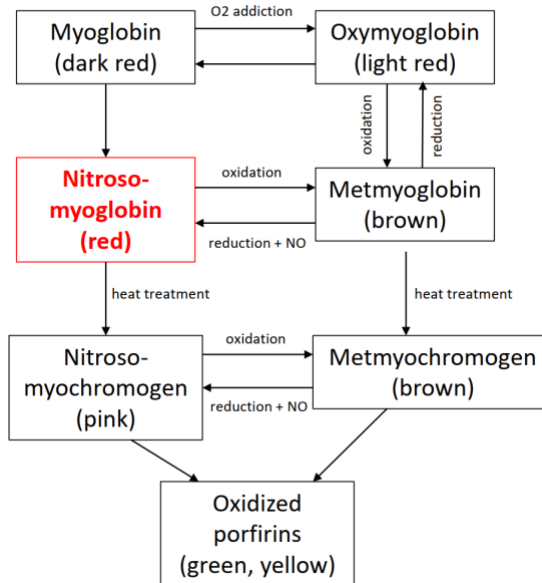 O2 addiction
Myoglobin
(dark red)
Oxymyoglobin
(light red)
oxidation
reduction
Nitroso-
myoglobin
(red)
oxidation
reduction + NO
Metmyoglobin
(brown)
heat treatment
heat treatment
Nitroso-
myochromogen
(pink)
oxidation
reduction + NO
Metmyochromogen
(brown)
Oxidized
porfirins
(green, yellow)